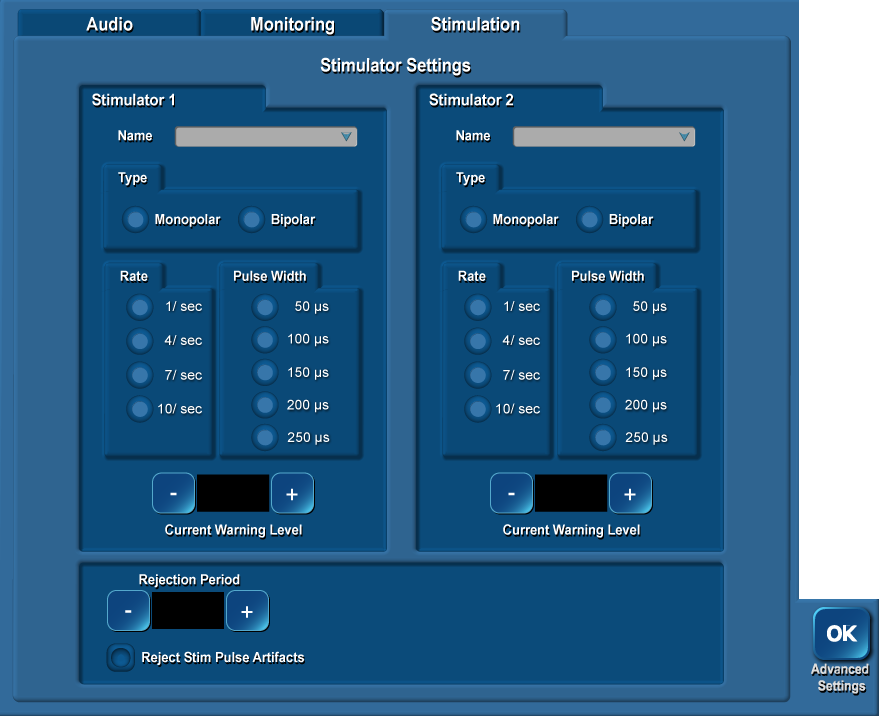 Audio
Monitoring
Stimulation
Stimulator Settings
Stimulator 1
Name
Type
Monopolar
Bipolar
Rate
1/ sec
4/ sec
7/ sec
10/ sec
Pulse Width
50 µs
100 µs
150 µs
200 µs
250 µs
-
+
Current Warning Level
Stimulator 2
Name
Type
Monopolar
Bipolar
Rate
1/ sec
4/ sec
7/ sec
10/ sec
Pulse Width
50 µs
100 µs
150 µs
200 µs
250 µs
-
+
Current Warning Level
Rejection Period
-
+
Reject Stim Pulse Artifacts
OK
Advanced
Settings